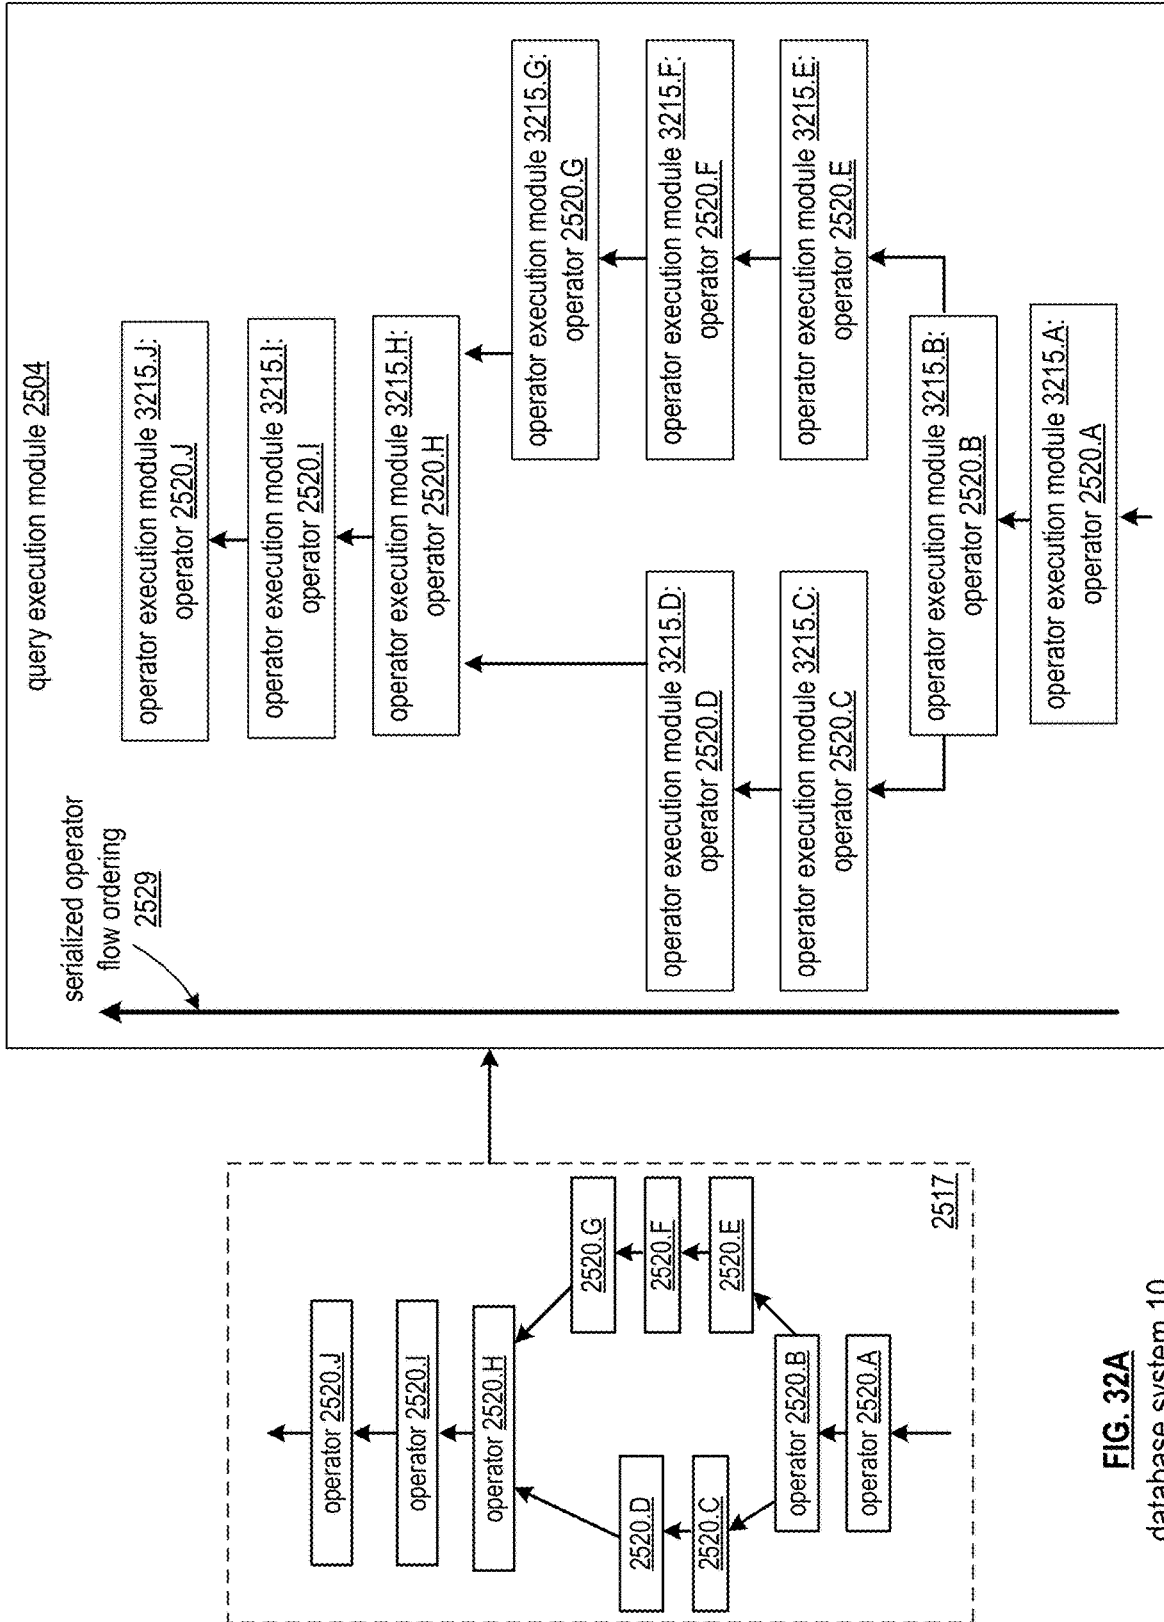 query execution module 2504
serialized operator
flow ordering
2529
operator execution module 3215.J:
operator 2520.J
operator execution module 3215.I:
operator 2520.I
operator execution module 3215.H:
operator 2520.H
operator execution module 3215.G:
operator 2520.G
operator execution module 3215.D:
operator 2520.D
operator execution module 3215.F:
operator 2520.F
operator execution module 3215.C:
operator 2520.C
operator execution module 3215.E:
operator 2520.E
operator execution module 3215.B:
operator 2520.B
operator execution module 3215.A:
operator 2520.A
operator 2520.J
operator 2520.I
operator 2520.H
2520.G
2520.D
2520.F
2520.C
2520.E
operator 2520.B
operator 2520.A
2517
FIG. 32A
database system 10